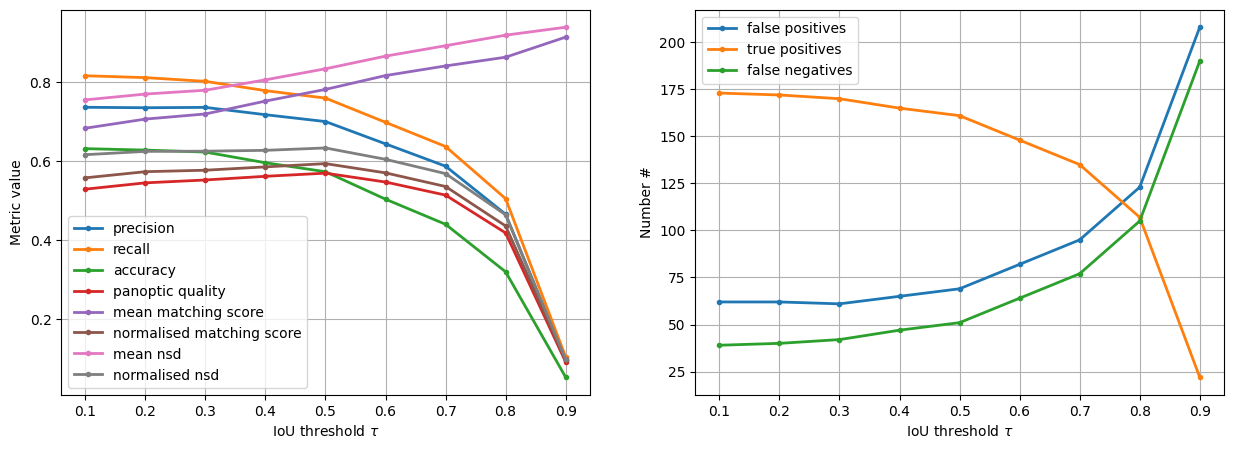 Metric value
0.8
0.6
0.4
0.2
precision
recall
accuracy
panoptic quality
mean matching score
normalised matching score
mean nsd
normalised nsd
0.1 0.2 0.3 0.4 0.5 0.6 0.7 0.8 0.9
IoU threshold τ
Number #
200
175
150
125
100
75
50
25
false positives
true positives
false negatives
0.1 0.2 0.3 0.4 0.5 0.6 0.7 0.8 0.9
IoU threshold τ